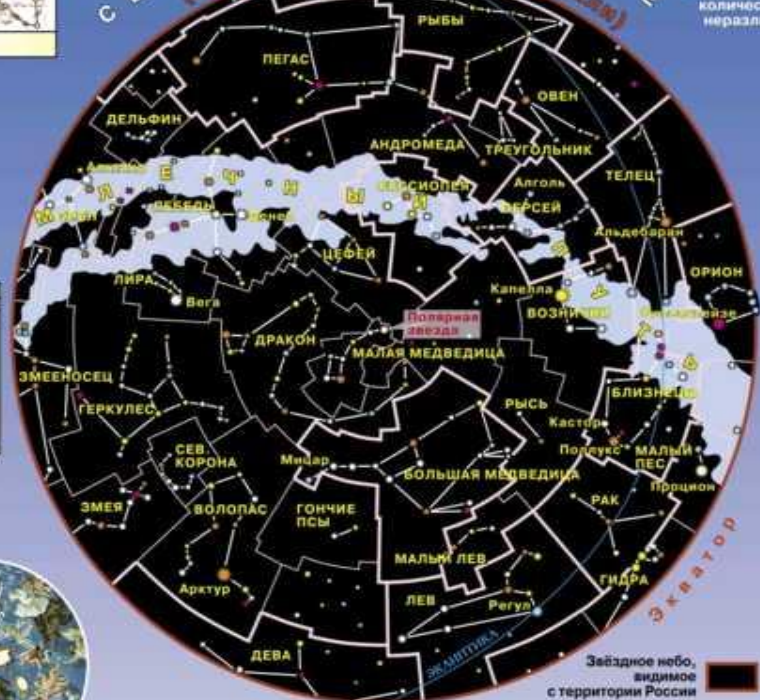 количес
неразли
РЫБЫ
ПЕГАС
ОВЕН
ДЕЛЬФИН
АНДРОМЕДА
ТРЕУГОЛЬНИК
ТЕЛЕЦ
Алголь
ПЕРСЕЙ
КАССИОПЕЯ
ЛЕБЕДЬ
Альдебаран
ЦЕФЕЙ
ОРИОН
ЛИРА
Вега
Капелла
ВОЗНИЧИЙ
Полярная
звезда
ДРАКОН
МАЛАЯ МЕДВЕДИЦА
ЗМЕЕНОСЕЦ
БЛИЗНЕЦЫ
ГЕРКУЛЕС
РЫСЬ
Кастор
Поллукс
МАЛЫЙ
ПЕС
Процион
СЕВ.
КОРОНА
Мицар
БОЛЬШАЯ МЕДВЕДИЦА
РАК
ЗМЕЯ
ВОЛОПАС
ГОНЧИЕ
ПСЫ
МАЛЫЙ ЛЕВ
ГИДРА
Арктур
ЛЕВ
Регул
Экватор
ДЕВА
ЭКЛИПТИКА
Звёздное небо,
видимое
с территории России